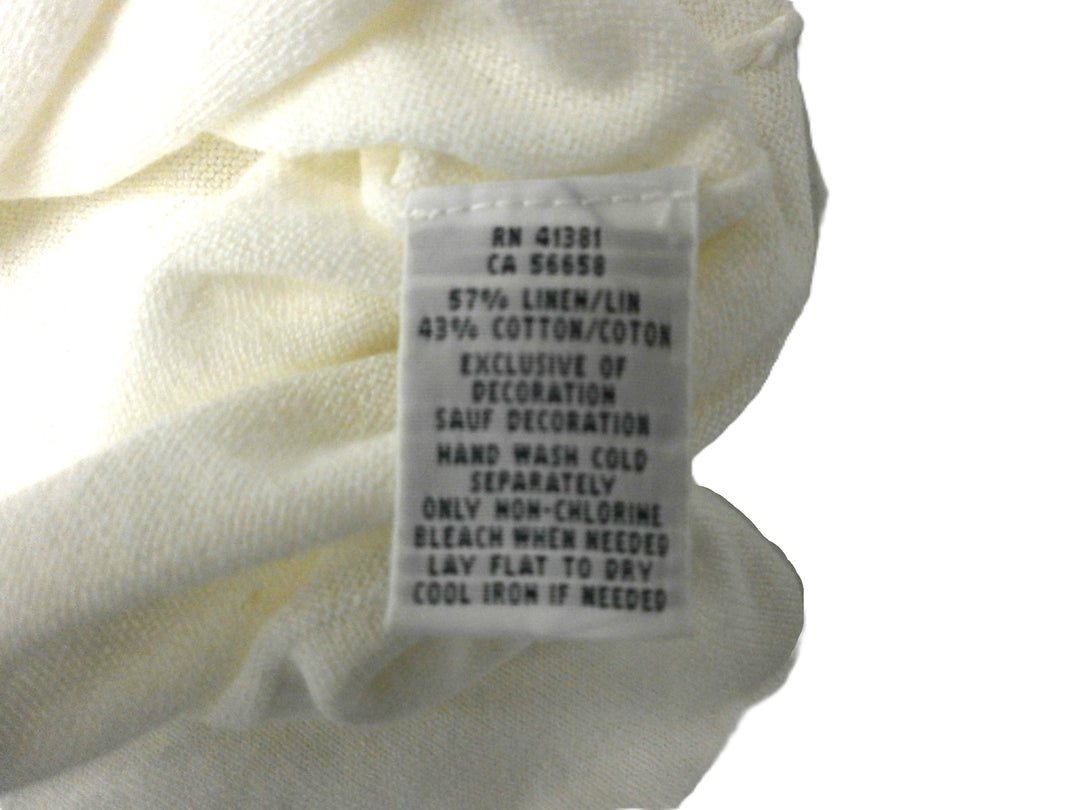 RN 41381
CA 56658
57% LINEN/LIN
43% COTTON/COTON
EXCLUSIVE OF
DECORATION
SAUF DECORATION
HAND WASH COLD
SEPARATELY
ONLY NON-CHLORINE
BLEACH WHEN NEEDED
LAY FLAT TO DRY
COOL IRON IF NEEDED